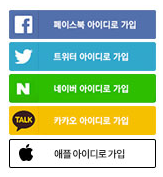 f 페이스북 아이디로 가입
트위터 아이디로 가입
N 네이버 아이디로 가입
TALK 카카오 아이디로 가입
애플 아이디로 가입